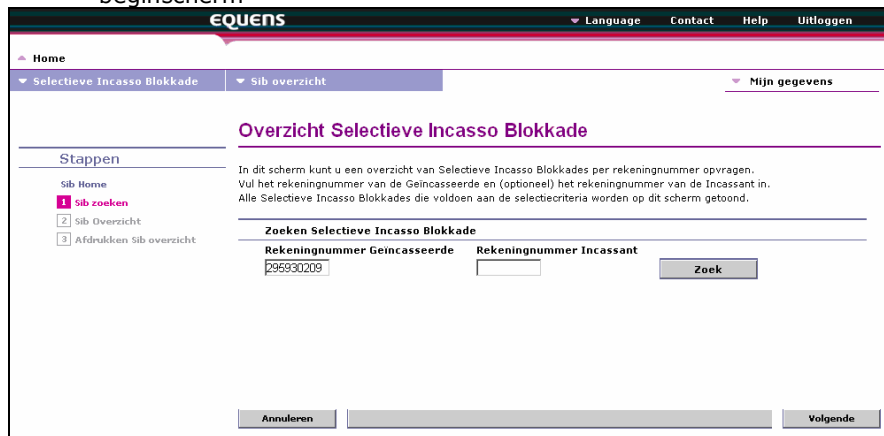 beginscherm
EQUENS
Language Contact Help Uitloggen
Home
Selectieve Incasso Blokkade Sib overzicht Mijn gegevens
Overzicht Selectieve Incasso Blokkade
Stappen
Sib Home
1 Sib zoeken
2 Sib Overzicht
3 Afdrukken Sib overzicht
In dit scherm kunt u een overzicht van Selectieve Incasso Blokkades per rekeningnummer opvragen.
Vul het rekeningnummer van de Geïncasseerde en (optioneel) het rekeningnummer van de Incassant in.
Alle Selectieve Incasso Blokkades die voldoen aan de selectiecriteria worden op dit scherm getoond.
Zoeken Selectieve Incasso Blokkade
Rekeningnummer Geïncasseerde Rekeningnummer Incassant
295930209 Zoek
Annuleren Volgende